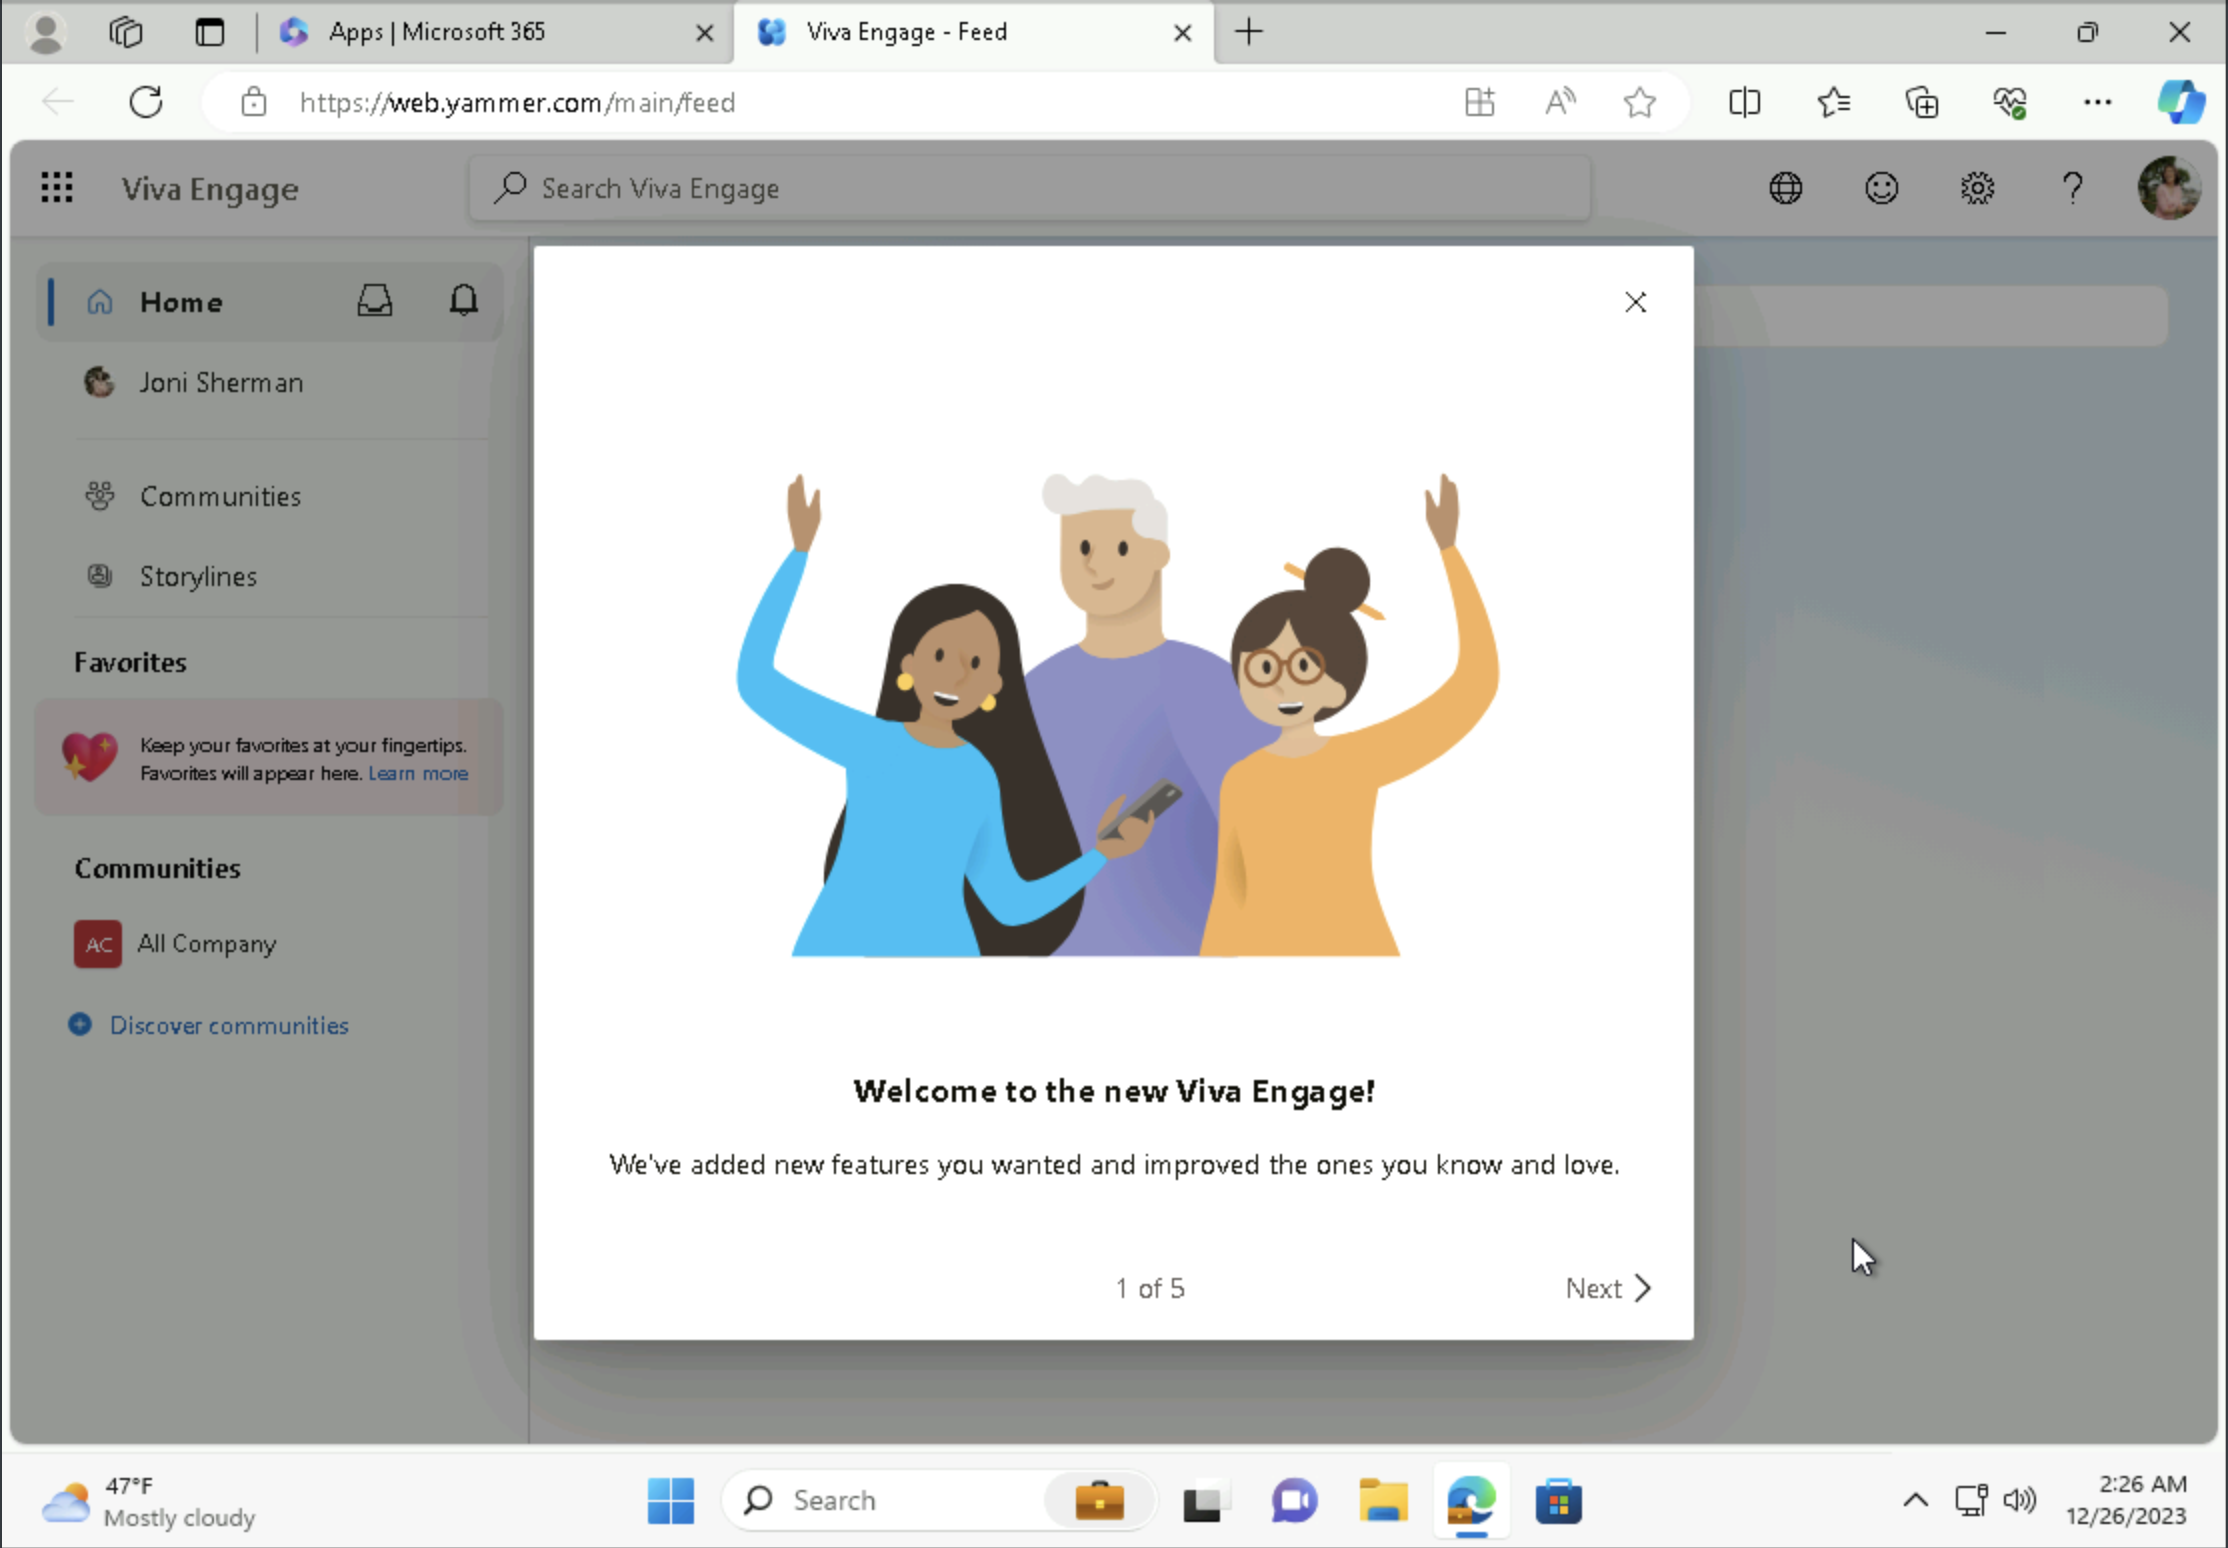 Apps | Microsoft 365
Viva Engage - Feed
https://web.yammer.com/main/feed
Viva Engage
Search Viva Engage
Home
Joni Sherman
Communities
Storylines
Favorites
Keep your favorites at your fingertips.
Favorites will appear here. Learn more
Communities
AC All Company
Discover communities
Welcome to the new Viva Engage!
We've added new features you wanted and improved the ones you know and love.
1 of 5
Next
47°F
Mostly cloudy
Search
2:26 AM
12/26/2023